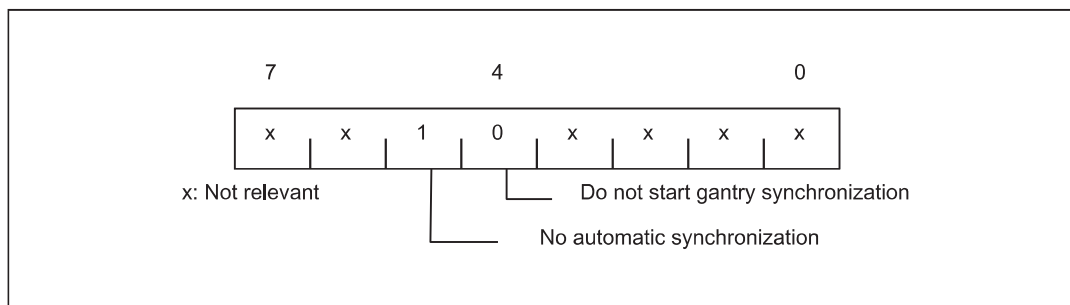 7 4 0
x x 1 0 x x x x
x: Not relevant Do not start gantry synchronization
No automatic synchronization